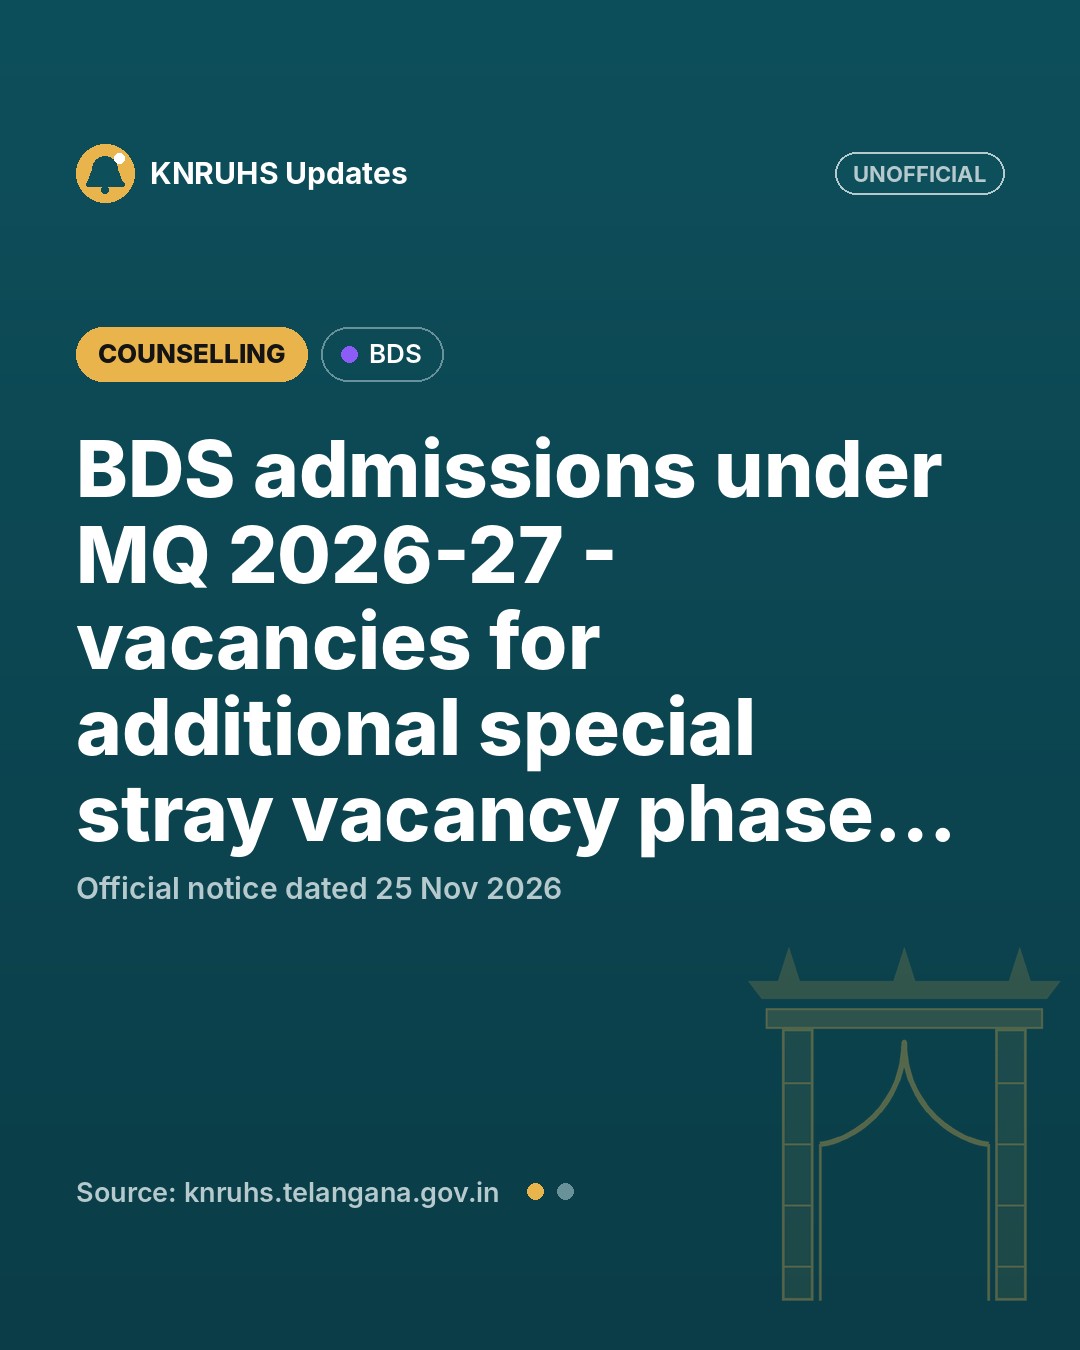 KNRUHS Updates
UNOFFICIAL
COUNSELLING
BDS
BDS admissions under
MQ 2026-27 -
vacancies for
additional special
stray vacancy phase...
Official notice dated 25 Nov 2026
Source: knruhs.telangana.gov.in